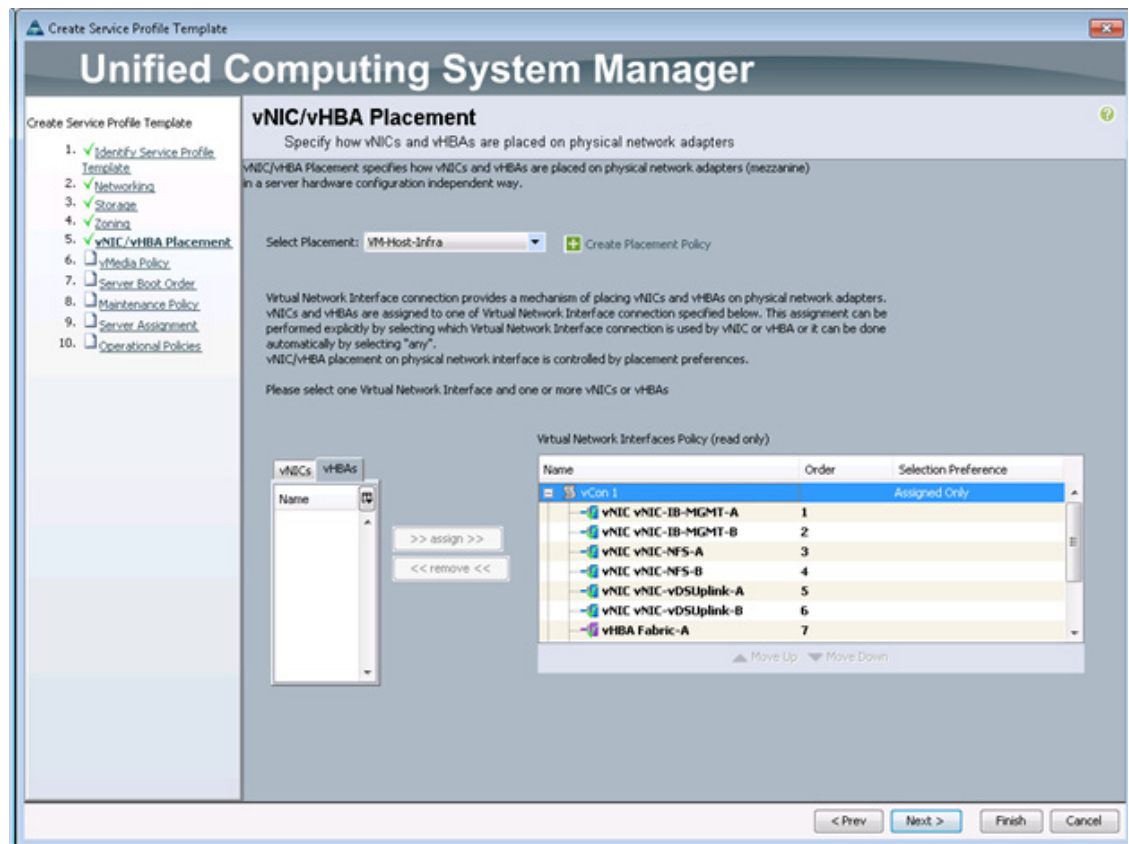 Create Service Profile Template
Unified Computing System Manager
Create Service Profile Template
1. Identify Service Profile
Template
2. Networking
3. Storage
4. Zoning
5. vNIC/vHBA Placement
6. vMedia Policy
7. Server Boot Order
8. Maintenance Policy
9. Server Assignment
10. Operational Policies
vNIC/vHBA Placement
Specify how vNICs and vHBAs are placed on physical network adapters
vNIC/vHBA Placement specifies how vNICs and vHBAs are placed on physical network adapters (mezzanine)
in a server hardware configuration independent way.
Select Placement: VM-Host-Infra Create Placement Policy
Virtual Network Interface connection provides a mechanism of placing vNICs and vHBAs on physical network adapters.
vNICs and vHBAs are assigned to one of Virtual Network Interface connection specified below. This assignment can be
performed explicitly by selecting which Virtual Network Interface connection is used by vNIC or vHBA or it can be done
automatically by selecting "any".
vNIC/vHBA placement on physical network interface is controlled by placement preferences.
Please select one Virtual Network Interface and one or more vNICs or vHBAs
vNICs vHBAs
Name
>> assign >>
<< remove <<
Virtual Network Interfaces Policy (read only)
Name Order Selection Preference
vCon 1 Assigned Only
vNIC vNIC-IB-MGMT-A 1
vNIC vNIC-IB-MGMT-B 2
vNIC vNIC-NFS-A 3
vNIC vNIC-NFS-B 4
vNIC vNIC-vDSUplink-A 5
vNIC vNIC-vDSUplink-B 6
vHBA Fabric-A 7
Move Up Move Down
< Prev Next > Finish Cancel